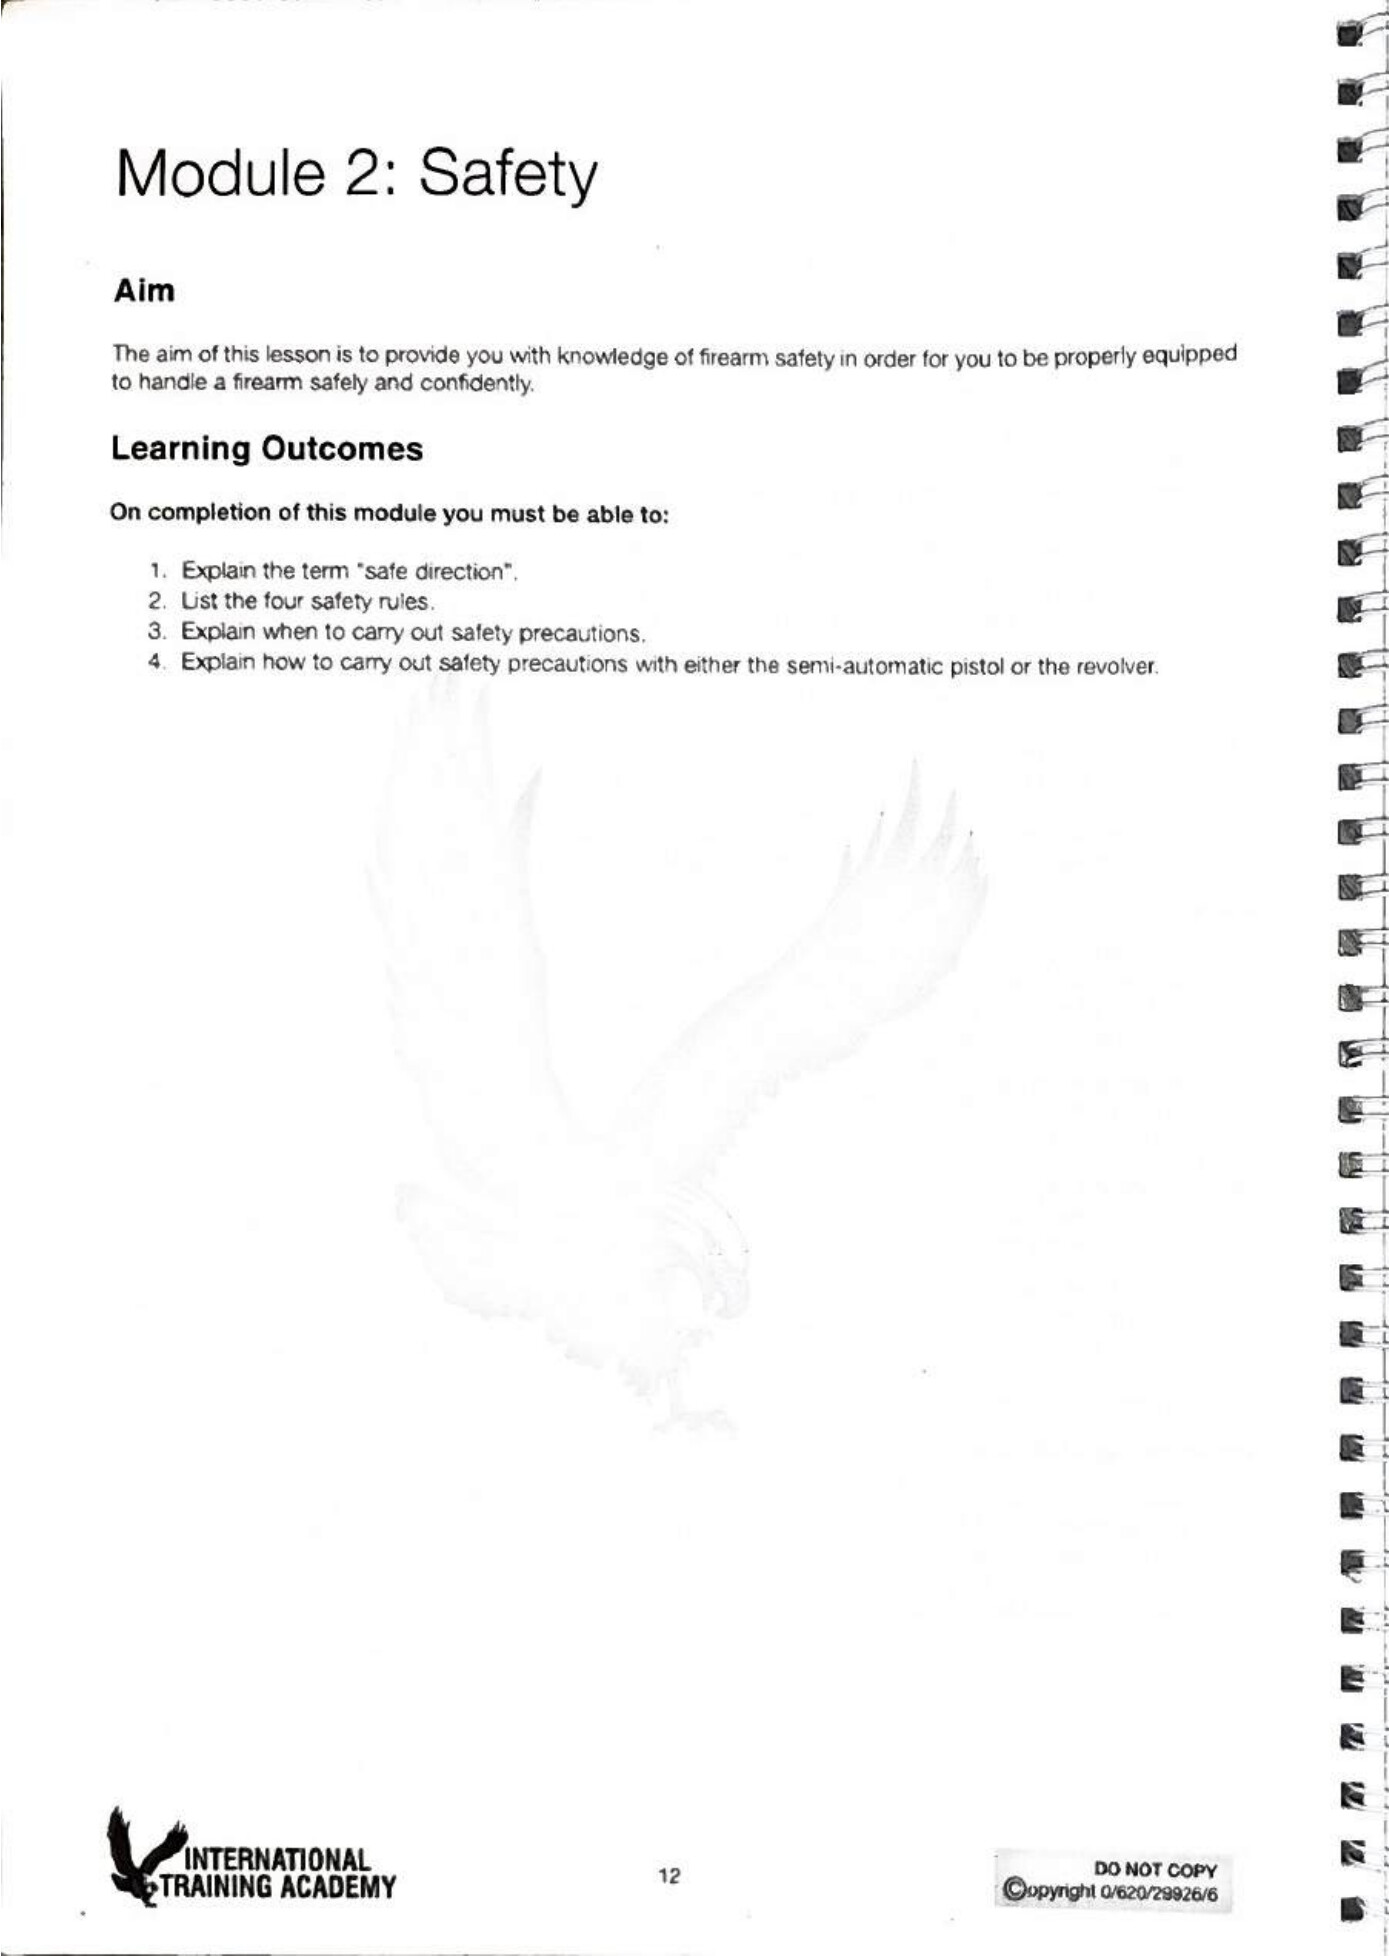 Module 2: Safety
Aim
The aim of this lesson is to provide you with knowledge of firearm safety in order for you to be properly equipped
to handle a firearm safely and confidently.
Learning Outcomes
On completion of this module you must be able to:
1. Explain the term "safe direction".
2. List the four safety rules.
3. Explain when to carry out safety precautions.
4. Explain how to carry out safety precautions with either the semi-automatic pistol or the revolver.
INTERNATIONAL
TRAINING ACADEMY
12
DO NOT COPY
©opyright 0/620/29926/6